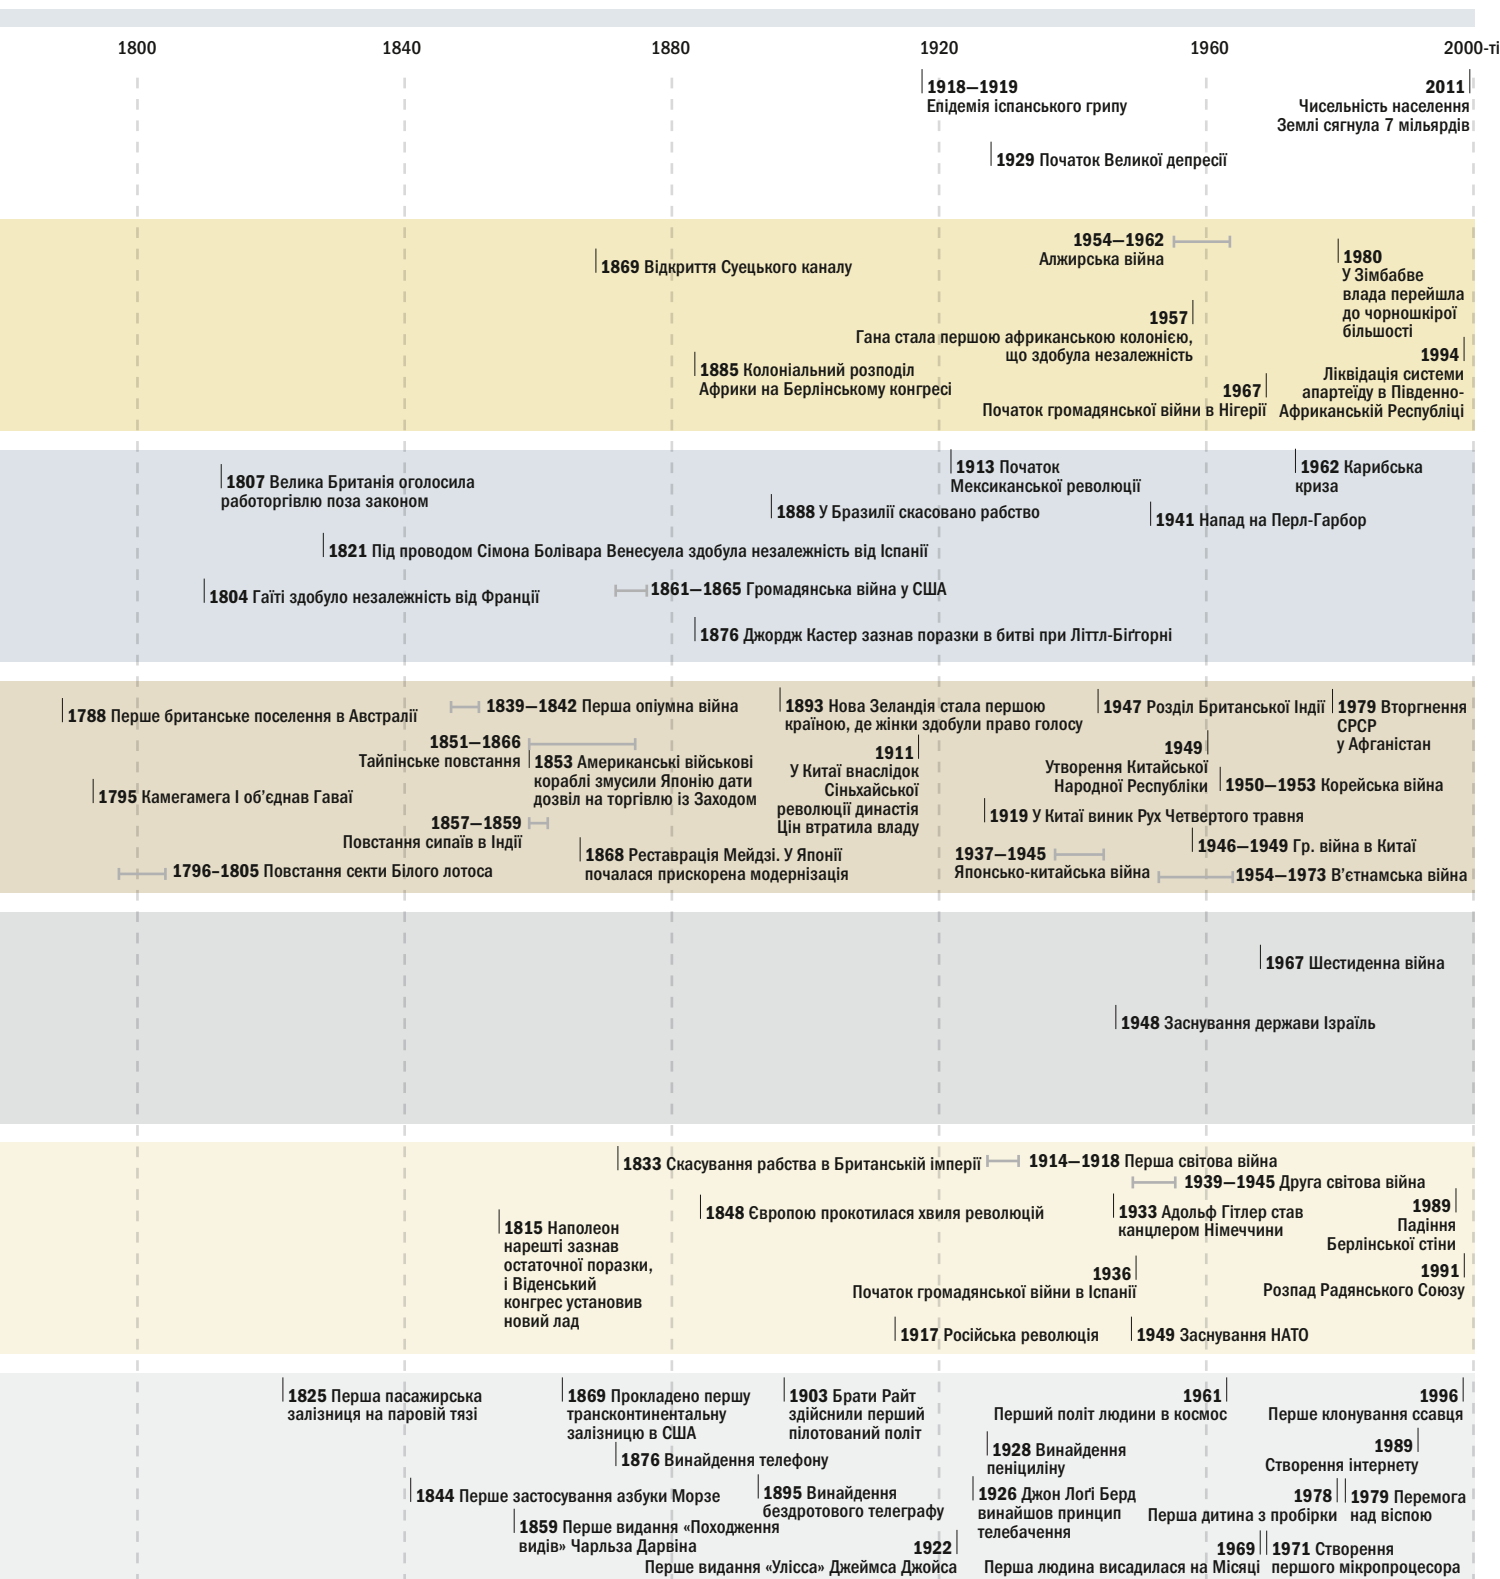 1800 1840 1880 1920 1960 2000-ті
1918–1919
Епідемія іспанського грипу
2011
Чисельність населення
Землі сягнула 7 мільярдів
1929 Початок Великої депресії
1954–1962
Алжирська війна
1869 Відкриття Суецького каналу
1980
У Зімбабве
влада перейшла
до чорношкірої
більшості
1957
Гана стала першою африканською колонією,
що здобула незалежність
1885 Колоніальний розподіл
Африки на Берлінському конгресі
1994
Ліквідація системи
апартеїду в Південно-
Африканській Республіці
1967
Початок громадянської війни в Нігерії
1807 Велика Британія оголосила
работоргівлю поза законом
1913 Початок
Мексиканської революції
1962 Карибська
криза
1888 У Бразилії скасовано рабство
1941 Напад на Перл-Гарбор
1821 Під проводом Сімона Болівара Венесуела здобула незалежність від Іспанії
1804 Гаїті здобуло незалежність від Франції
1861–1865 Громадянська війна у США
1876 Джордж Кастер зазнав поразки в битві при Літтл-Біґгорні
1788 Перше британське поселення в Австралії
1839–1842 Перша опіумна війна
1893 Нова Зеландія стала першою
країною, де жінки здобули право голосу
1947 Розділ Британської Індії
1979 Вторгнення
СРСР
у Афганістан
1851–1866
Тайпінське повстання
1853 Американські військові
кораблі змусили Японію дати
дозвіл на торгівлю із Заходом
1911
У Китаї внаслідок
Сіньхайської
революції династія
Цін втратила владу
1949
Утворення Китайської
Народної Республіки
1950–1953 Корейська війна
1795 Камегамега І об’єднав Гаваї
1919 У Китаї виник Рух Четвертого травня
1857–1859
Повстання сипаїв в Індії
1868 Реставрація Мейдзі. У Японії
почалася прискорена модернізація
1946–1949 Гр. війна в Китаї
1937–1945
Японсько-китайська війна
1796-1805 Повстання секти Білого лотоса
1954–1973 В’єтнамська війна
1967 Шестиденна війна
1948 Заснування держави Ізраїль
1833 Скасування рабства в Британській імперії
1914–1918 Перша світова війна
1939–1945 Друга світова війна
1848 Європою прокотилася хвиля революцій
1933 Адольф Гітлер став
канцлером Німеччини
1989
Падіння
Берлінської стіни
1815 Наполеон
нарешті зазнав
остаточної поразки,
і Віденський
конгрес установив
новий лад
1936
Початок громадянської війни в Іспанії
1991
Розпад Радянського Союзу
1917 Російська революція
1949 Заснування НАТО
1825 Перша пасажирська
залізниця на паровій тязі
1869 Прокладено першу
трансконтинентальну
залізницю в США
1903 Брати Райт
здійснили перший
пілотований політ
1961
Перший політ людини в космос
1996
Перше клонування ссавця
1876 Винайдення телефону
1928 Винайдення
пеніциліну
1989
Створення інтернету
1844 Перше застосування азбуки Морзе
1895 Винайдення
бездротового телеграфу
1926 Джон Лоґі Берд
винайшов принцип
телебачення
1978
Перша дитина з пробірки
1979 Перемога
над віспою
1859 Перше видання «Походження
видів» Чарльза Дарвіна
1922
Перше видання «Улісса» Джеймса Джойса
1969
Перша людина висадилася на Місяці
1971 Створення
першого мікропроцесора